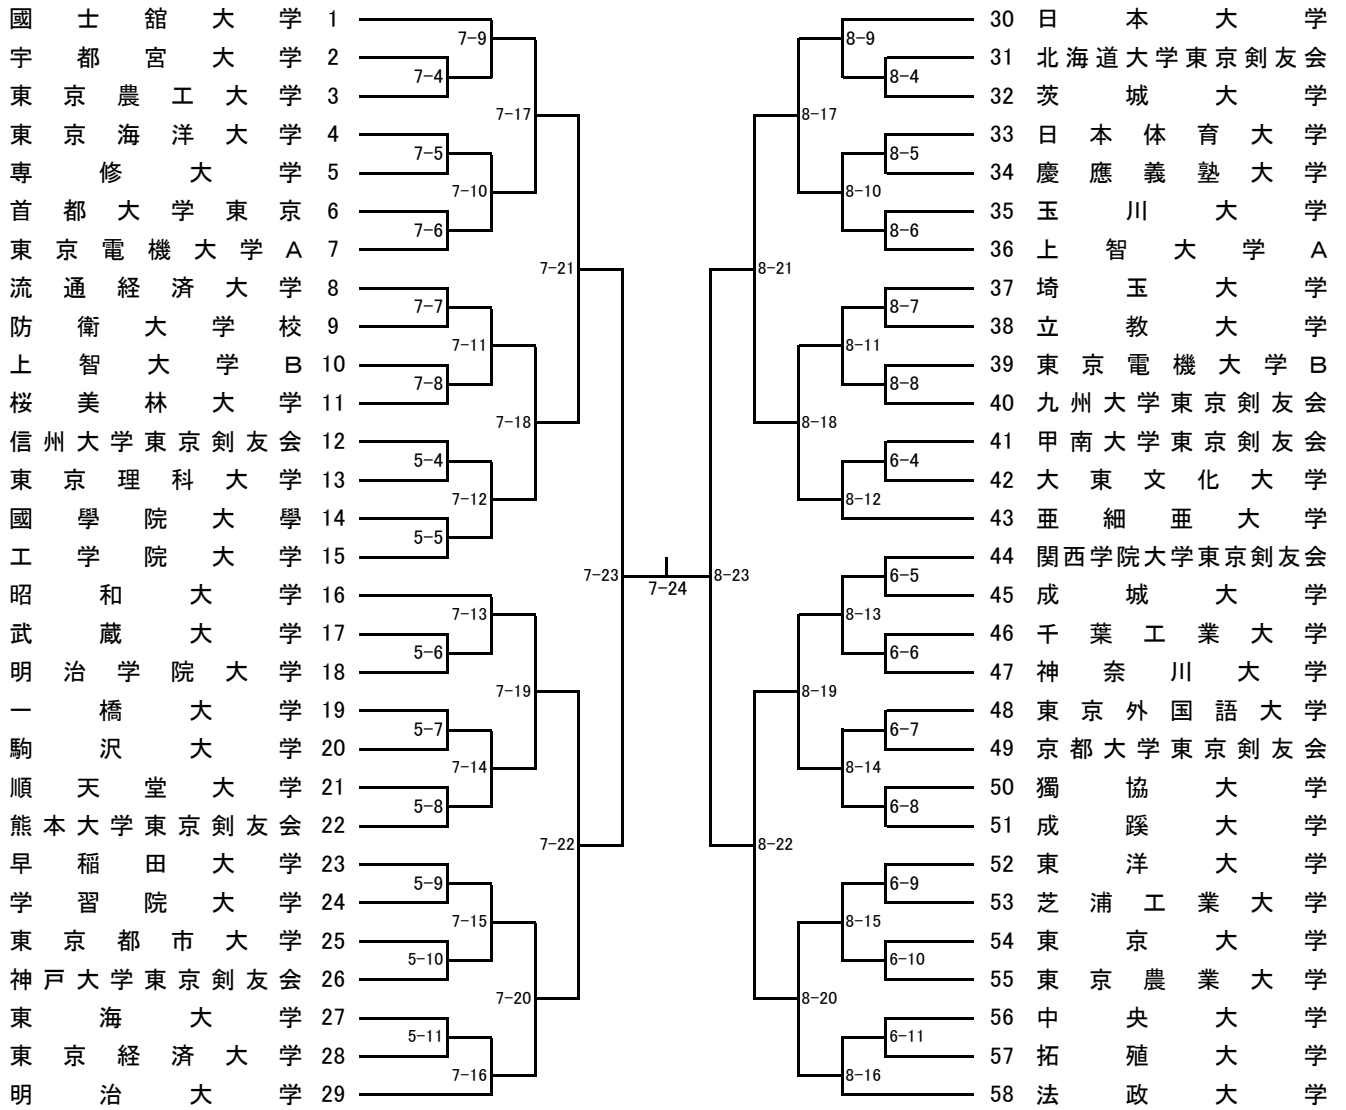 國士舘大学 1
宇都宮大学 2
東京農工大学 3
東京海洋大学 4
専修大学 5
首都大学東京 6
東京電機大学A 7
流通経済大学 8
防衛大学校 9
上智大学B 10
桜美林大学 11
信州大学東京剣友会 12
東京理科大学 13
國學院大學 14
工学院大学 15
昭和大学 16
武蔵大学 17
明治学院大学 18
一橋大学 19
駒沢大学 20
順天堂大学 21
熊本大学東京剣友会 22
早稲田大学 23
学習院大学 24
東京都市大学 25
神戸大学東京剣友会 26
東海大学 27
東京経済大学 28
明治大学 29
7-4
7-5
7-6
7-7
7-8
5-4
5-5
5-6
5-7
5-8
5-9
5-10
5-11
7-9
7-10
7-11
7-12
7-13
7-14
7-15
7-16
7-17
7-18
7-19
7-20
7-21
7-22
7-23
7-24
8-23
8-21
8-22
8-17
8-18
8-19
8-20
8-9
8-10
8-11
8-12
8-13
8-14
8-15
8-16
8-4
8-5
8-6
8-7
8-8
6-4
6-5
6-6
6-7
6-8
6-9
6-10
6-11
30 日本大学
31 北海道大学東京剣友会
32 茨城大学
33 日本体育大学
34 慶應義塾大学
35 玉川大学
36 上智大学A
37 埼玉大学
38 立教大学
39 東京電機大学B
40 九州大学東京剣友会
41 甲南大学東京剣友会
42 大東文化大学
43 亜細亜大学
44 関西学院大学東京剣友会
45 成城大学
46 千葉工業大学
47 神奈川大学
48 東京外国語大学
49 京都大学東京剣友会
50 獨協大学
51 成蹊大学
52 東洋大学
53 芝浦工業大学
54 東京大学
55 東京農業大学
56 中央大学
57 拓殖大学
58 法政大学